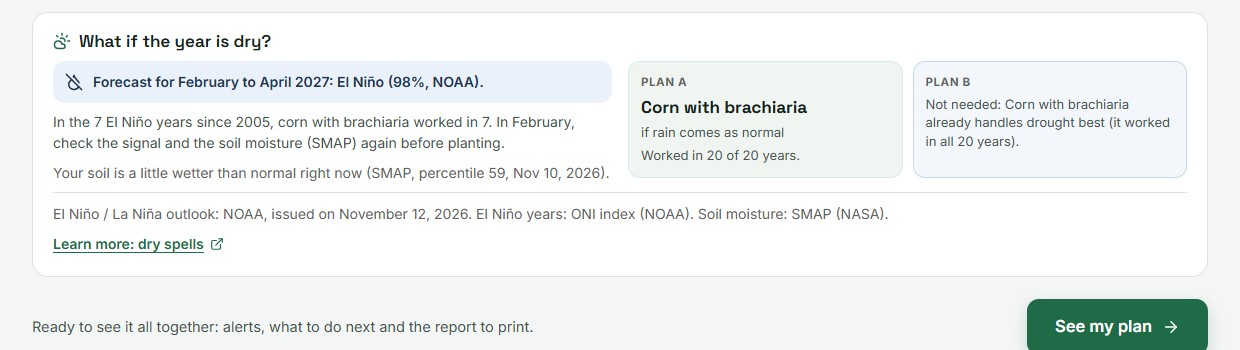 What if the year is dry?
Forecast for February to April 2027: El Niño (98%, NOAA).
In the 7 El Niño years since 2005, corn with brachiaria worked in 7. In February,
check the signal and the soil moisture (SMAP) again before planting.
Your soil is a little wetter than normal right now (SMAP, percentile 59, Nov 10, 2026).
PLAN A
Corn with brachiaria
if rain comes as normal
Worked in 20 of 20 years.
PLAN B
Not needed: Corn with brachiaria
already handles drought best (it worked
in all 20 years).
El Niño / La Niña outlook: NOAA, issued on November 12, 2026. El Niño years: ONI index (NOAA). Soil moisture: SMAP (NASA).
Learn more: dry spells
Ready to see it all together: alerts, what to do next and the report to print.
See my plan